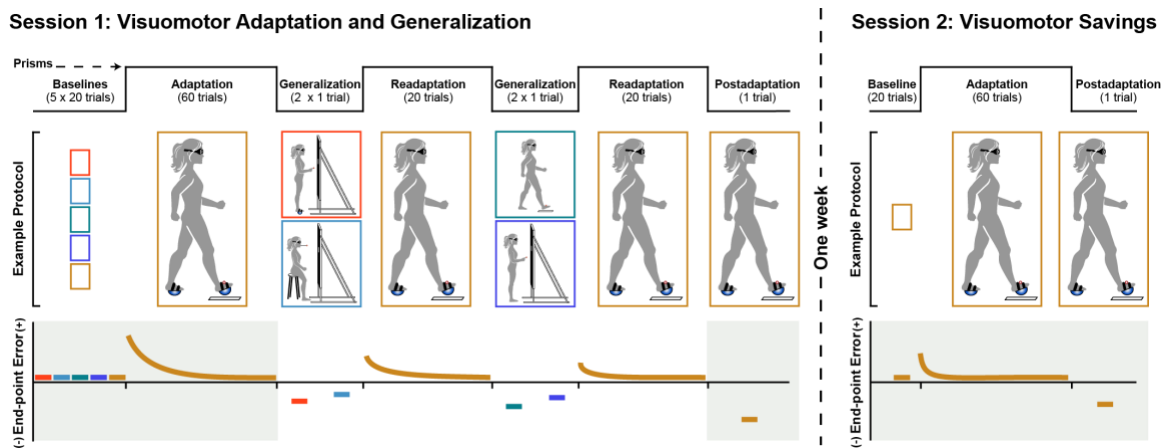 Session 1: Visuomotor Adaptation and Generalization
Session 2: Visuomotor Savings
Prisms
Baselines
(5 x 20 trials)
Adaptation
(60 trials)
Generalization
(2 x 1 trial)
Readaptation
(20 trials)
Generalization
(2 x 1 trial)
Readaptation
(20 trials)
Postadaptation
(1 trial)
Baseline
(20 trials)
Adaptation
(60 trials)
Postadaptation
(1 trial)
Example Protocol
One week
Example Protocol
(-) End-point Error(+)
(-) End-point Error(+)